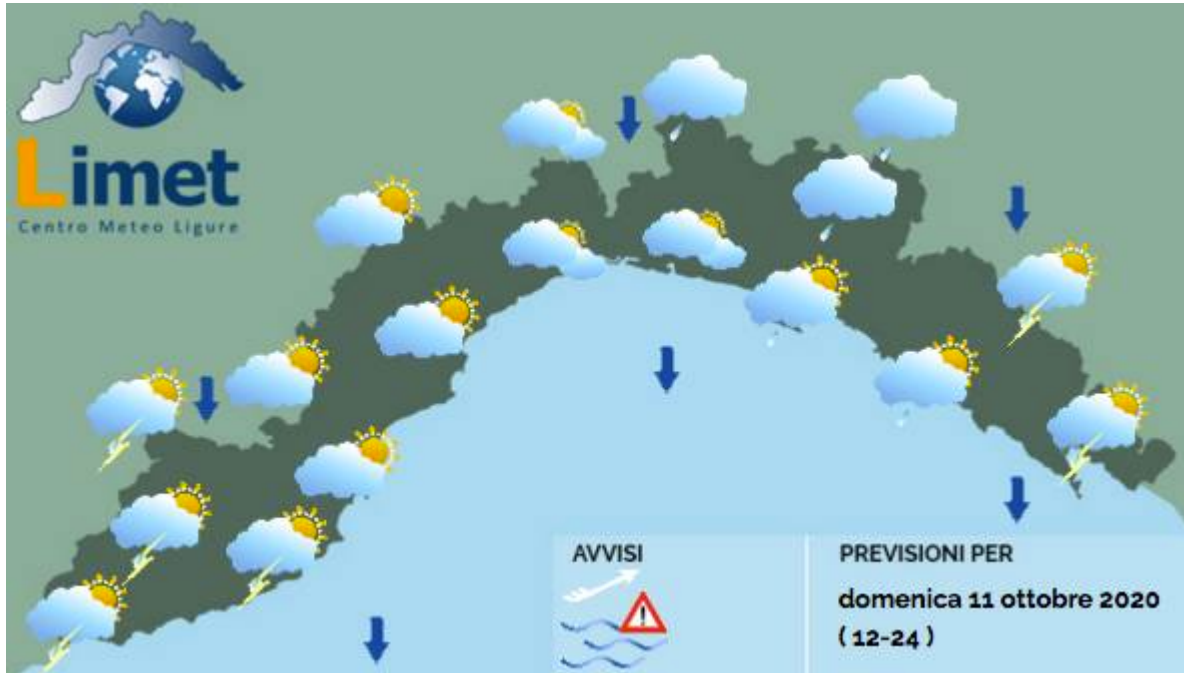 Limet
Centro Meteo Ligure
AVVISI
PREVISIONI PER
domenica 11 ottobre 2020
( 12-24 )